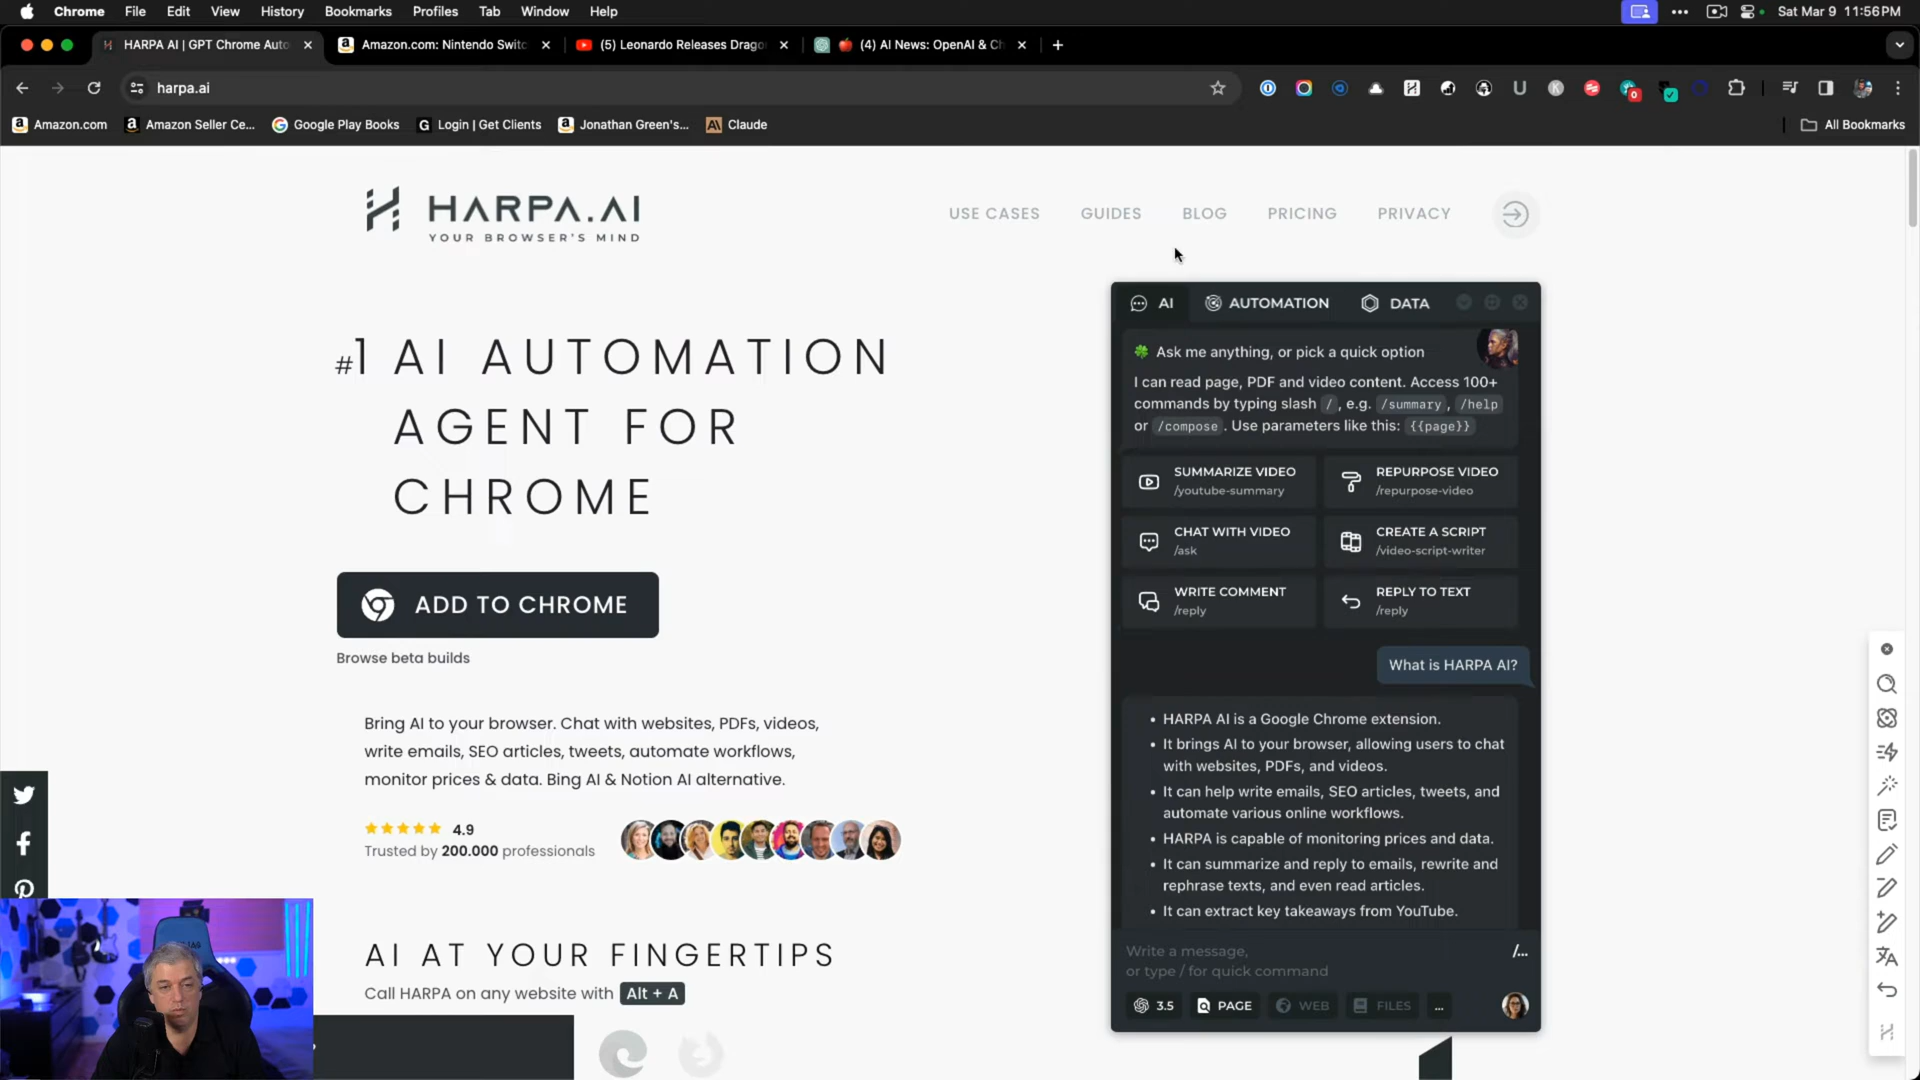 Chrome File Edit View History Bookmarks Profiles Tab Window Help
Sat Mar 9 11:56PM
HARPA AI | GPT Chrome Auto
Amazon.com: Nintendo Switc
(5) Leonardo Releases Drago
(4) AI News: OpenAI & Ch
harpa.ai
U
K
0
Amazon.com
Amazon Seller Ce...
Google Play Books
Login | Get Clients
Jonathan Green's...
Claude
All Bookmarks
HARPA.AI
YOUR BROWSER'S MIND
USE CASES
GUIDES
BLOG
PRICING
PRIVACY
#1 AI AUTOMATION
AGENT FOR
CHROME
ADD TO CHROME
Browse beta builds
Bring AI to your browser. Chat with websites, PDFs, videos,
write emails, SEO articles, tweets, automate workflows,
monitor prices & data. Bing AI & Notion AI alternative.
4.9
Trusted by 200.000 professionals
AI AT YOUR FINGERTIPS
Call HARPA on any website with Alt + A
AI
AUTOMATION
DATA
Ask me anything, or pick a quick option
I can read page, PDF and video content. Access 100+
commands by typing slash / , e.g. /summary , /help
or /compose . Use parameters like this: {{page}}
SUMMARIZE VIDEO
/youtube-summary
REPURPOSE VIDEO
/repurpose-video
CHAT WITH VIDEO
/ask
CREATE A SCRIPT
/video-script-writer
WRITE COMMENT
/reply
REPLY TO TEXT
/reply
What is HARPA AI?
• HARPA AI is a Google Chrome extension.
• It brings AI to your browser, allowing users to chat
with websites, PDFs, and videos.
• It can help write emails, SEO articles, tweets, and
automate various online workflows.
• HARPA is capable of monitoring prices and data.
• It can summarize and reply to emails, rewrite and
rephrase texts, and even read articles.
• It can extract key takeaways from YouTube.
Write a message,
or type / for quick command
/...
3.5
PAGE
WEB
FILES
...